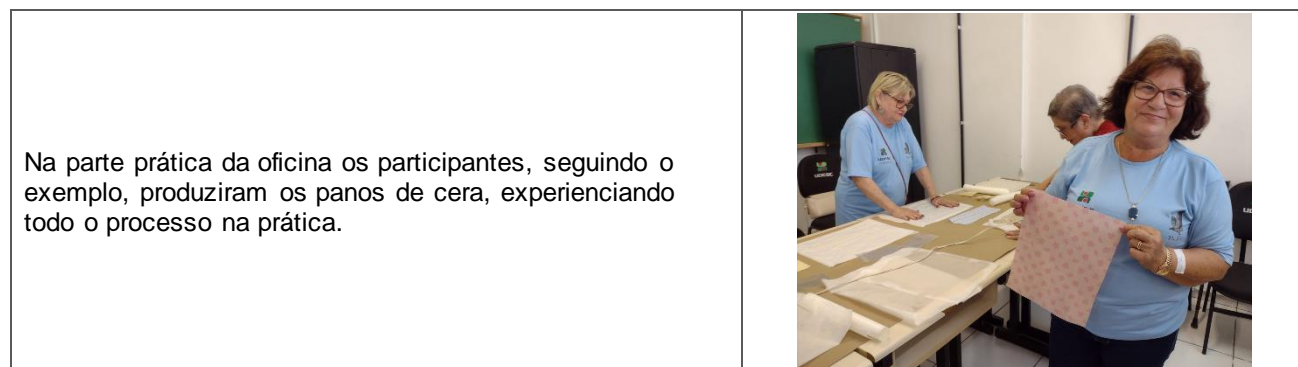 Na parte prática da oficina os participantes, seguindo o
exemplo, produziram os panos de cera, experienciando
todo o processo na prática.
UDESC